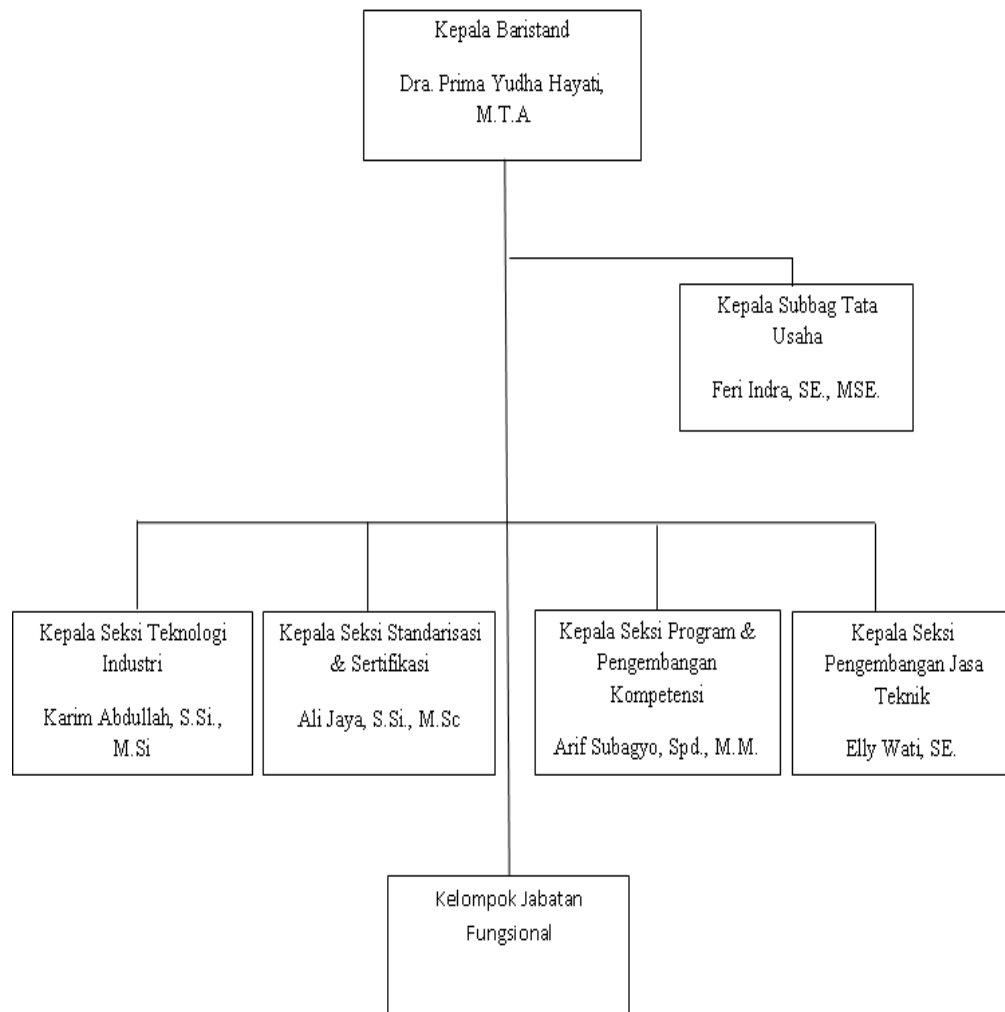 Kepala Baristand
Dra. Prima Yudha Hayati,
M.T.A
Kepala Subbag Tata
Usaha
Feri Indra, SE., MSE.
Kepala Seksi Teknologi
Industri
Karim Abdullah, S.Si.,
M.Si
Kepala Seksi Standarisasi
& Sertifikasi
Ali Jaya, S.Si., M.Sc
Kepala Seksi Program &
Pengembangan
Kompetensi
Arif Subagyo, Spd., M.M.
Kepala Seksi
Pengembangan Jasa
Teknik
Elly Wati, SE.
Kelompok Jabatan
Fungsional